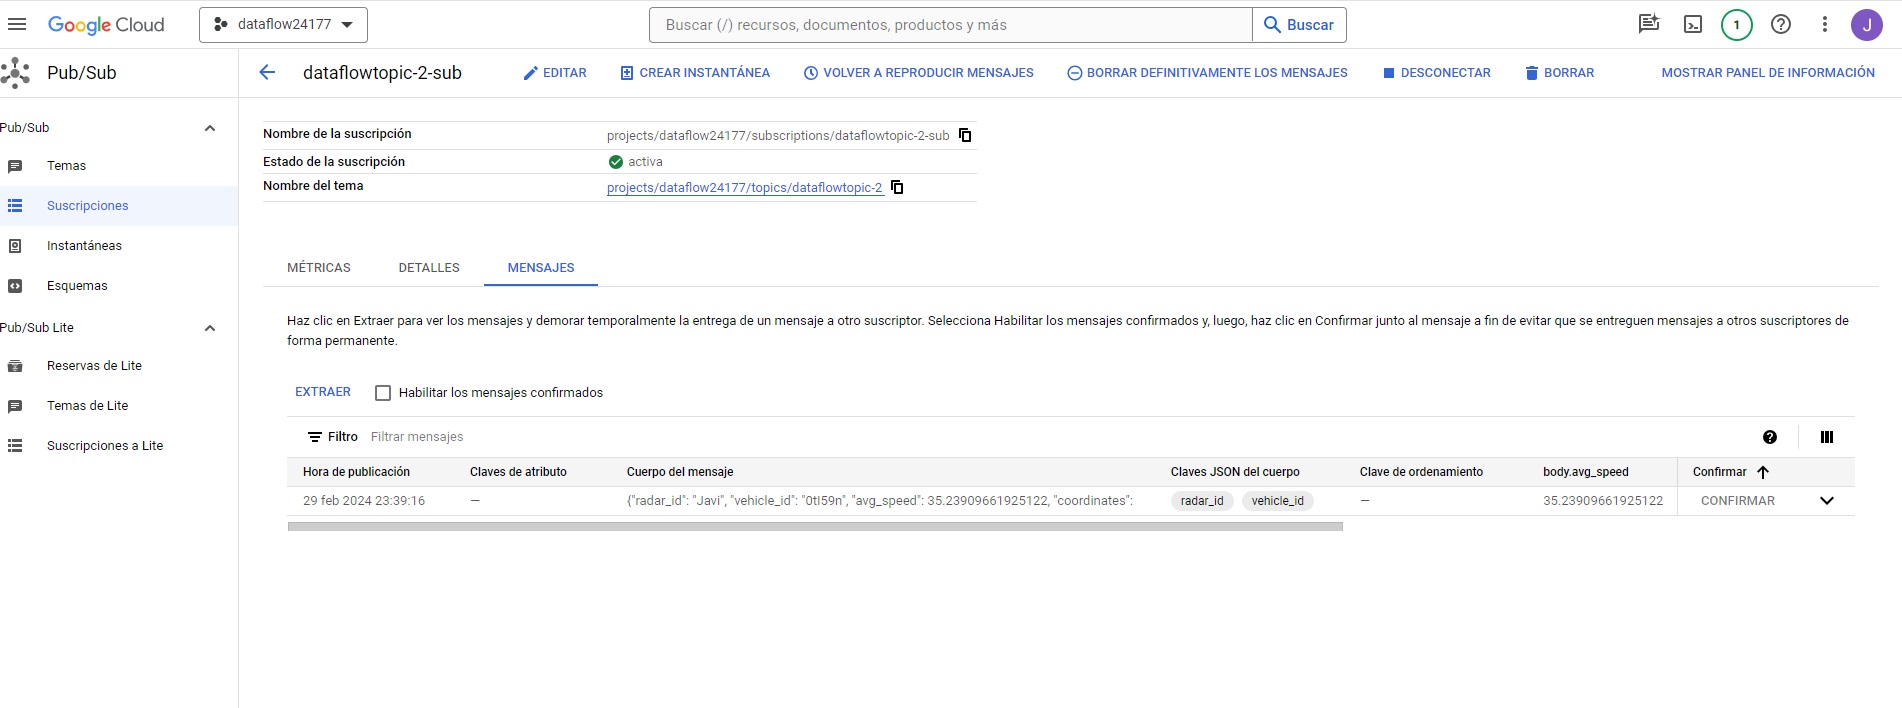 Google Cloud
dataflow24177
Buscar (/) recursos, documentos, productos y más
Buscar
1
J
Pub/Sub
dataflowtopic-2-sub
EDITAR
CREAR INSTANTÁNEA
VOLVER A REPRODUCIR MENSAJES
BORRAR DEFINITIVAMENTE LOS MENSAJES
DESCONECTAR
BORRAR
MOSTRAR PANEL DE INFORMACIÓN
Pub/Sub
Temas
Suscripciones
Instantáneas
Esquemas
Pub/Sub Lite
Reservas de Lite
Temas de Lite
Suscripciones a Lite
Nombre de la suscripción
projects/dataflow24177/subscriptions/dataflowtopic-2-sub
Estado de la suscripción
activa
Nombre del tema
projects/dataflow24177/topics/dataflowtopic-2
MÉTRICAS
DETALLES
MENSAJES
Haz clic en Extraer para ver los mensajes y demorar temporalmente la entrega de un mensaje a otro suscriptor. Selecciona Habilitar los mensajes confirmados y, luego, haz clic en Confirmar junto al mensaje a fin de evitar que se entreguen mensajes a otros suscriptores de
forma permanente.
EXTRAER
Habilitar los mensajes confirmados
Filtro
Filtrar mensajes
Hora de publicación
Claves de atributo
Cuerpo del mensaje
Claves JSON del cuerpo
Clave de ordenamiento
body.avg_speed
Confirmar
29 feb 2024 23:39:16
—
{"radar_id": "Javi", "vehicle_id": "0tI59n", "avg_speed": 35.23909661925122, "coordinates":
radar_id
vehicle_id
—
35.23909661925122
CONFIRMAR